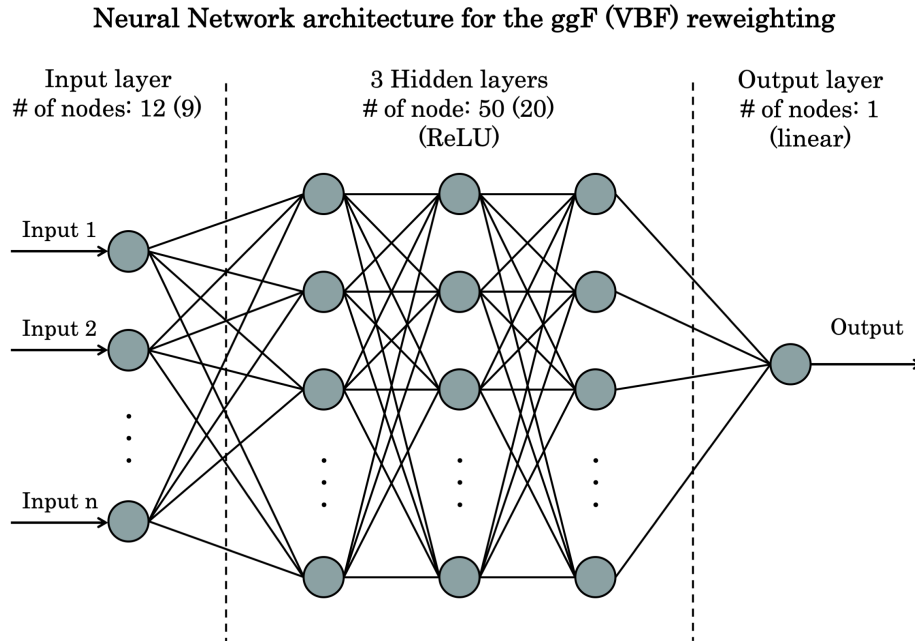 Neural Network architecture for the ggF (VBF) reweighting
Input layer
# of nodes: 12 (9)
3 Hidden layers
# of node: 50 (20)
(ReLU)
Output layer
# of nodes: 1
(linear)
Input 1
Input 2
Input n
Output